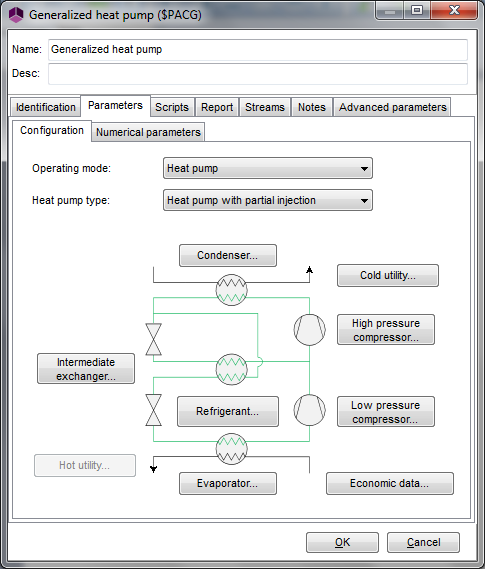 Generalized heat pump ($PACG)
Name: Generalized heat pump
Desc:
Identification Parameters Scripts Report Streams Notes Advanced parameters
Configuration Numerical parameters
Operating mode: Heat pump
Heat pump type: Heat pump with partial injection
Condenser...
Cold utility...
High pressure
compressor...
Intermediate
exchanger...
Refrigerant...
Low pressure
compressor...
Hot utility...
Evaporator...
Economic data...
OK Cancel